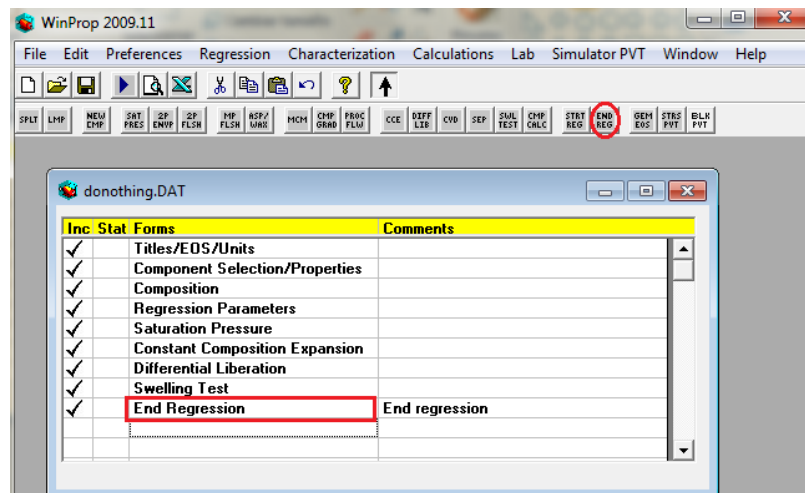 WinProp 2009.11
File Edit Preferences Regression Characterization Calculations Lab Simulator PVT Window Help
SPLT LMP NEW CMP SAT PRES 2P ENVP 2P FLSH MP FLSH ASP/ WAX MCM CMP GRAD PROC FLW CCE DIFF LIB CVD SEP SWL TEST CMP CALC STRT REG END REG GEM EOS STRS PVT BLK PVT
donothing.DAT
Inc Stat Forms Comments
Titles/EOS/Units
Component Selection/Properties
Composition
Regression Parameters
Saturation Pressure
Constant Composition Expansion
Differential Liberation
Swelling Test
End Regression End regression